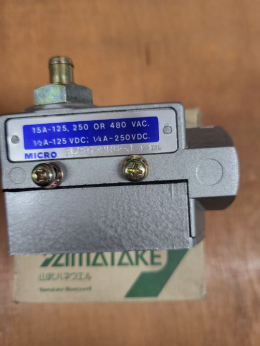 15A-125, 250 OR 480 VAC.
½A-125 VDC: ¼A-250VDC.
MICRO
YAMATAKE
山武ハネウエル
Yamatake-Honeywell